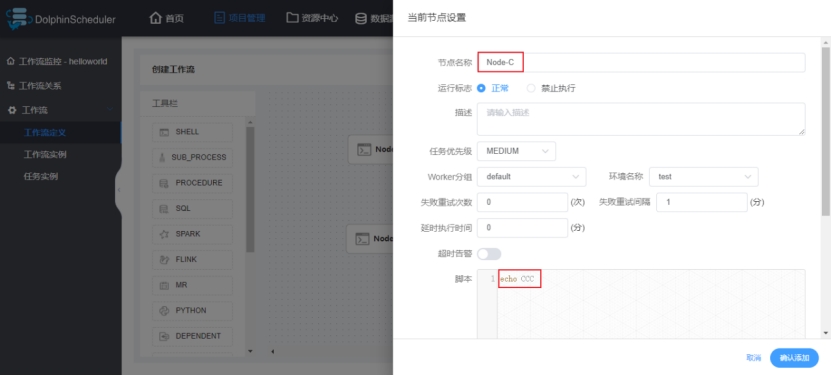 DolphinScheduler
首页
项目管理
资源中心
当前节点设置
工作流监控 - helloworld
工作流关系
工作流
工作流定义
工作流实例
任务实例
创建工作流
工具栏
SHELL
SUB_PROCESS
PROCEDURE
SQL
SPARK
FLINK
MR
PYTHON
DEPENDENT
节点名称 Node-C
运行标志 正常 禁止执行
描述 请输入描述
任务优先级 MEDIUM
Worker分组 default 环境名称 test
失败重试次数 0 (次) 失败重试间隔 1 (分)
延时执行时间 0 (分)
超时告警
脚本 1 echo CCC
取消 确认添加